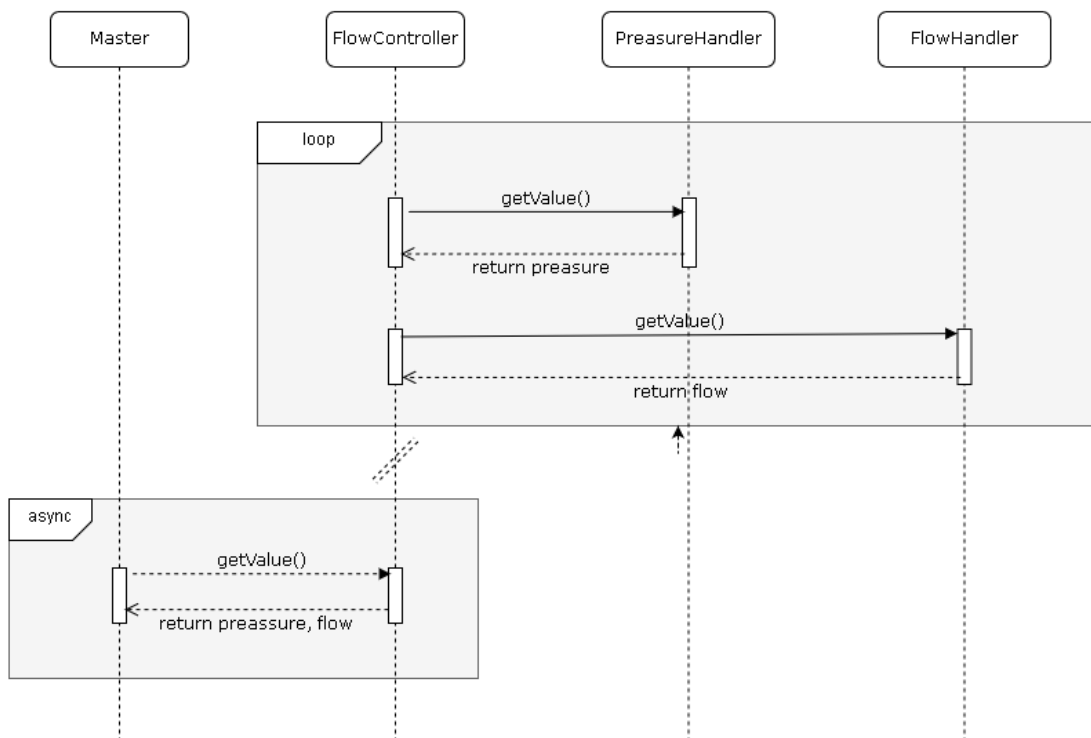 Master
FlowController
PreasureHandler
FlowHandler
loop
getValue()
return preasure
getValue()
return flow
async
getValue()
return preassure, flow